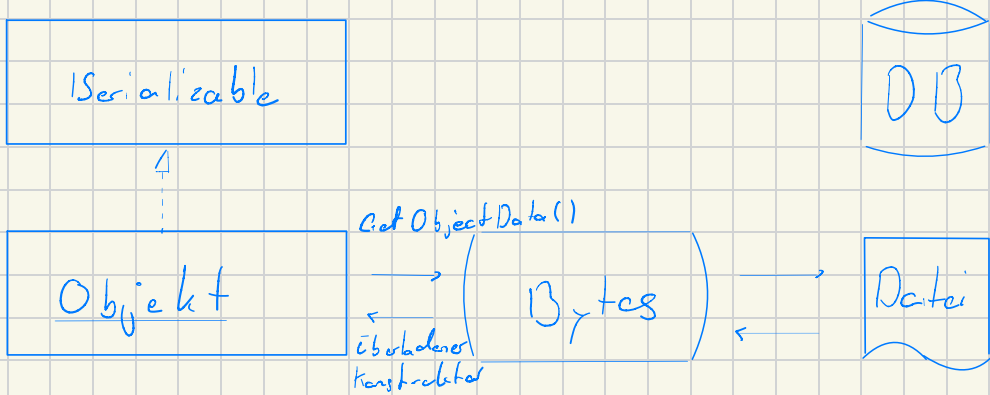 ISerializable
DB
GetObjectData()
Objekt
Bytes
Datei
überladener
Konstruktor